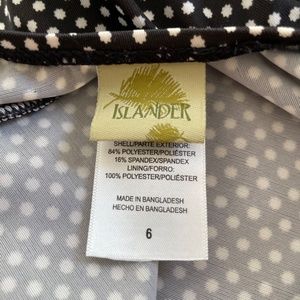 ISLANDER
SHELL/PARTE EXTERIOR:
84% POLYESTER/POLIÉSTER
16% SPANDEX/SPANDEX
LINING/FORRO:
100% POLYESTER/POLIÉSTER
MADE IN BANGLADESH
HECHO EN BANGLADESH
6